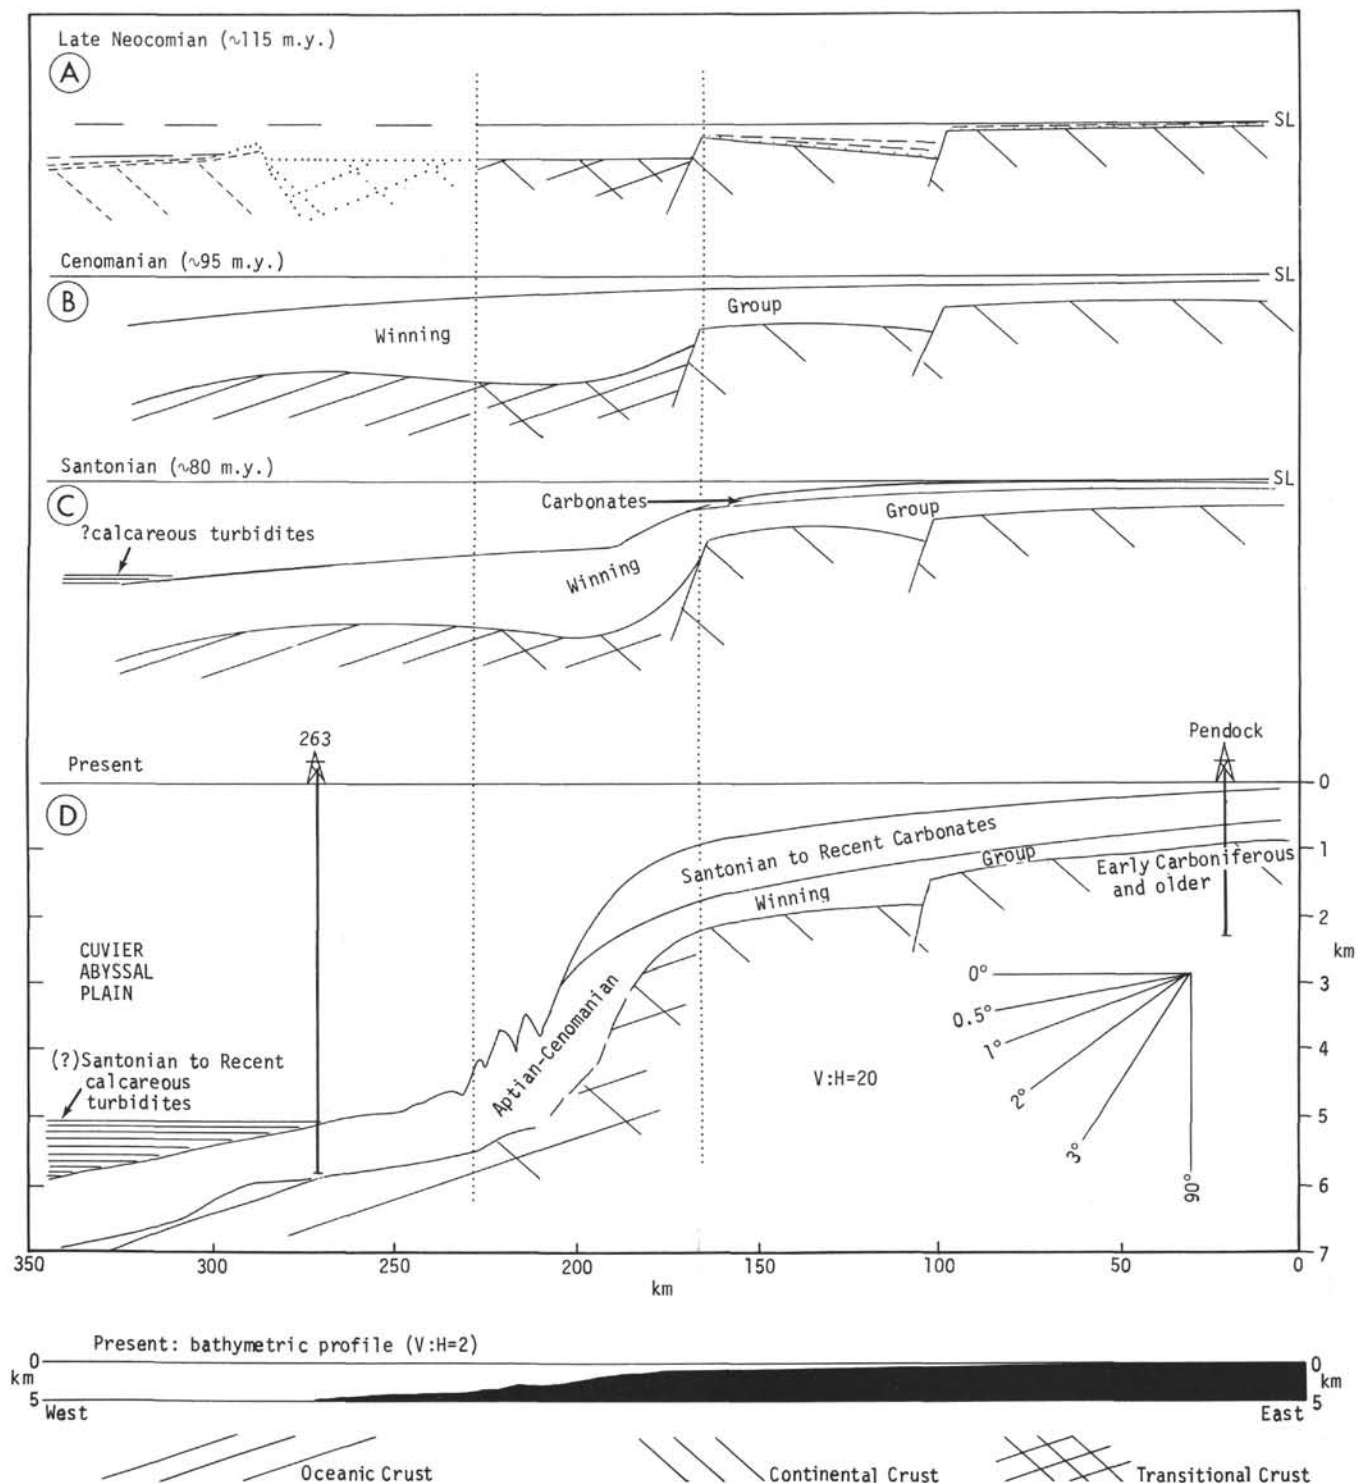 Late Neocomian (~115 m.y.)
A
SL
Cenomanian (~95 m.y.)
SL
B
Group
Winning
Santonian (~80 m.y.)
SL
C
Carbonates
Group
?calcareous turbidites
Winning
263
Pendock
Present
0
D
Santonian to Recent Carbonates
1
Group
Early Carboniferous
and older
Winning
2
km
CUVIER
ABYSSAL
PLAIN
0°
3
0.5°
1°
Aptian-Cenomanian
4
(?)Santonian to Recent
calcareous
turbidites
V:H=20
2°
5
3°
90°
6
7
350
300
250
200
150
100
50
0
km
Present: bathymetric profile (V:H=2)
0
0
km
km
5
5
West
East
Oceanic Crust
Continental Crust
Transitional Crust